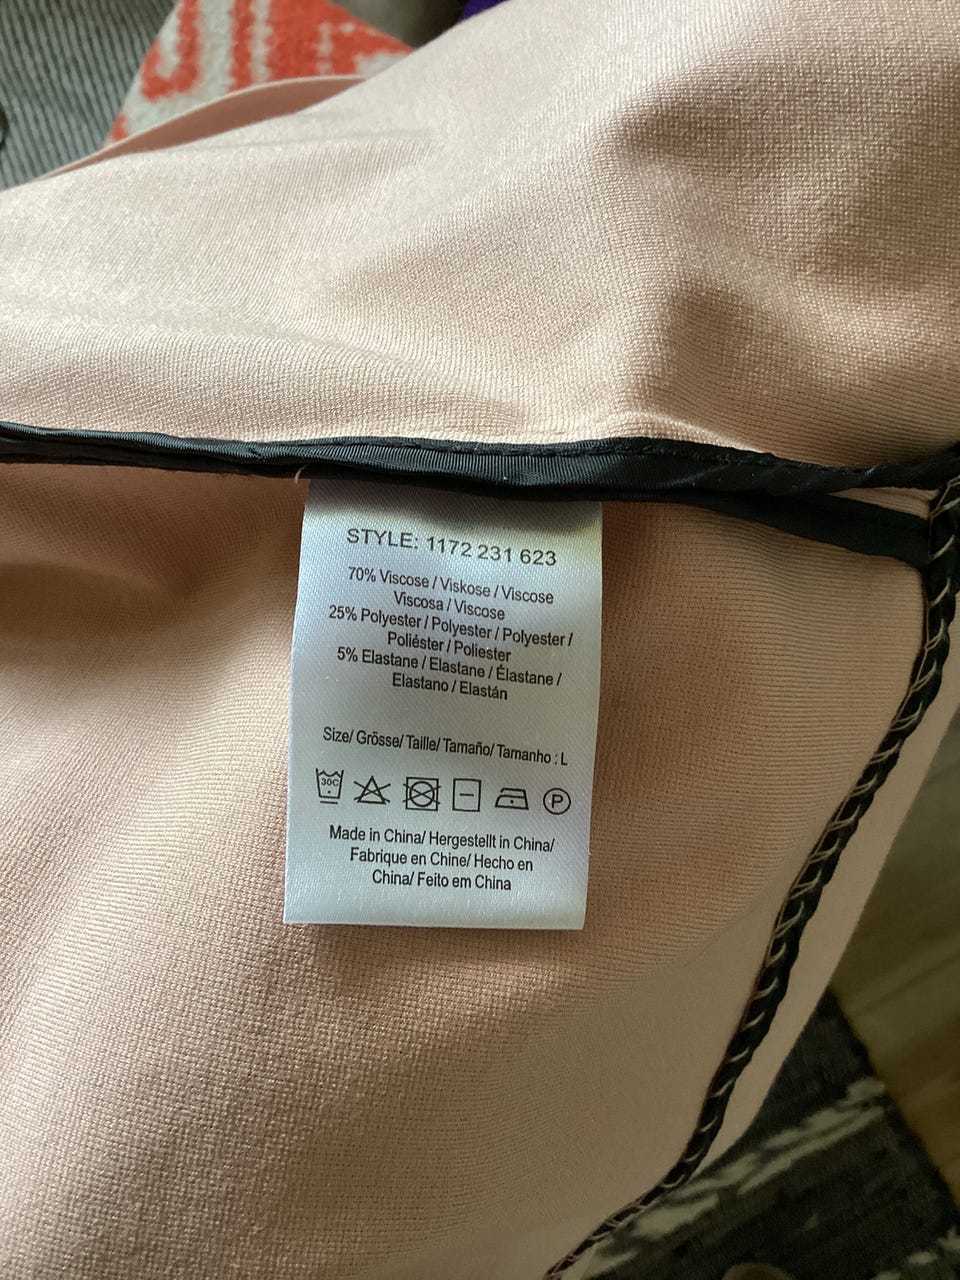 STYLE: 1172 231 623
70% Viscose / Viskose / Viscose
Viscosa / Viscose
25% Polyester / Polyester / Polyester /
Poliéster / Poliester
5% Elastane / Elastane / Élastane /
Elastano / Elastán
Size/ Grösse/ Taille/ Tamaño/ Tamanho : L
30C
P
Made in China/ Hergestellt in China/
Fabrique en Chine/ Hecho en
China/ Feito em China